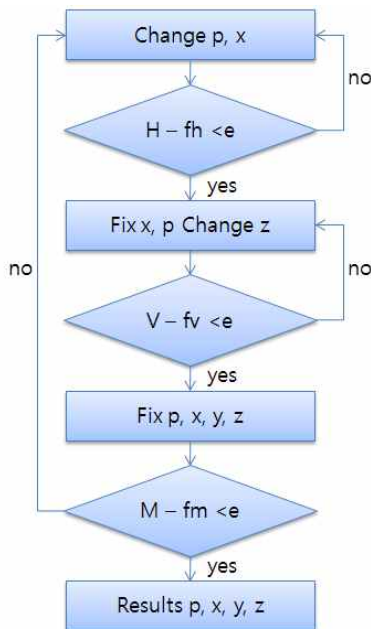 Change p, x
no
H – fh <e
yes
Fix x, p Change z
no
no
V – fv <e
yes
Fix p, x, y, z
M – fm <e
yes
Results p, x, y, z